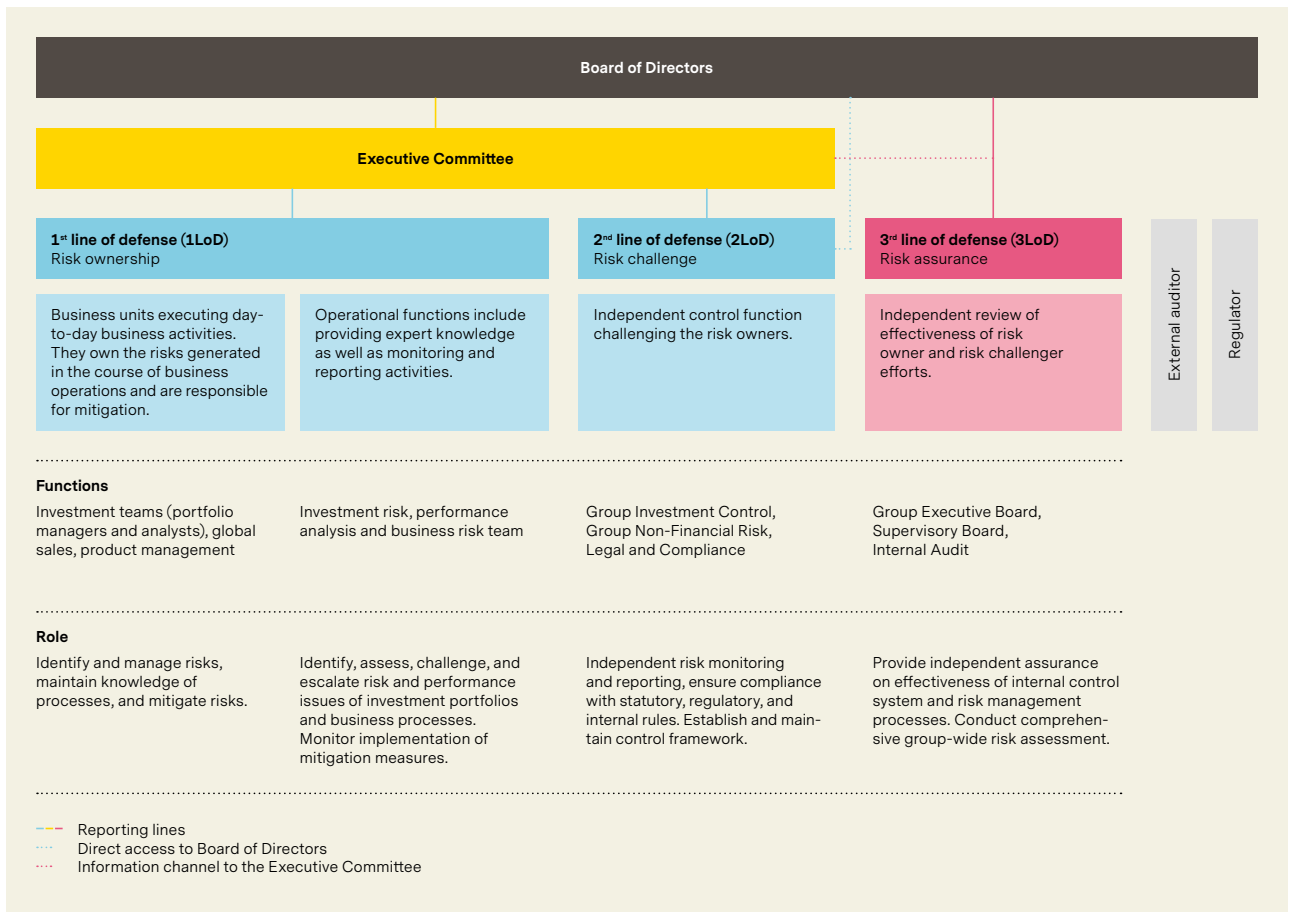 Board of Directors
Executive Committee
1st line of defense (1LoD)
Risk ownership
2nd line of defense (2LoD)
Risk challenge
3rd line of defense (3LoD)
Risk assurance
Business units executing day-
to-day business activities.
They own the risks generated
in the course of business
operations and are responsible
for mitigation.
Operational functions include
providing expert knowledge
as well as monitoring and
reporting activities.
Independent control function
challenging the risk owners.
Independent review of
effectiveness of risk
owner and risk challenger
efforts.
External auditor
Regulator
Functions
Investment teams (portfolio
managers and analysts), global
sales, product management
Investment risk, performance
analysis and business risk team
Group Investment Control,
Group Non-Financial Risk,
Legal and Compliance
Group Executive Board,
Supervisory Board,
Internal Audit
Role
Identify and manage risks,
maintain knowledge of
processes, and mitigate risks.
Identify, assess, challenge, and
escalate risk and performance
issues of investment portfolios
and business processes.
Monitor implementation of
mitigation measures.
Independent risk monitoring
and reporting, ensure compliance
with statutory, regulatory, and
internal rules. Establish and main-
tain control framework.
Provide independent assurance
on effectiveness of internal control
system and risk management
processes. Conduct comprehen-
sive group-wide risk assessment.
Reporting lines
Direct access to Board of Directors
Information channel to the Executive Committee